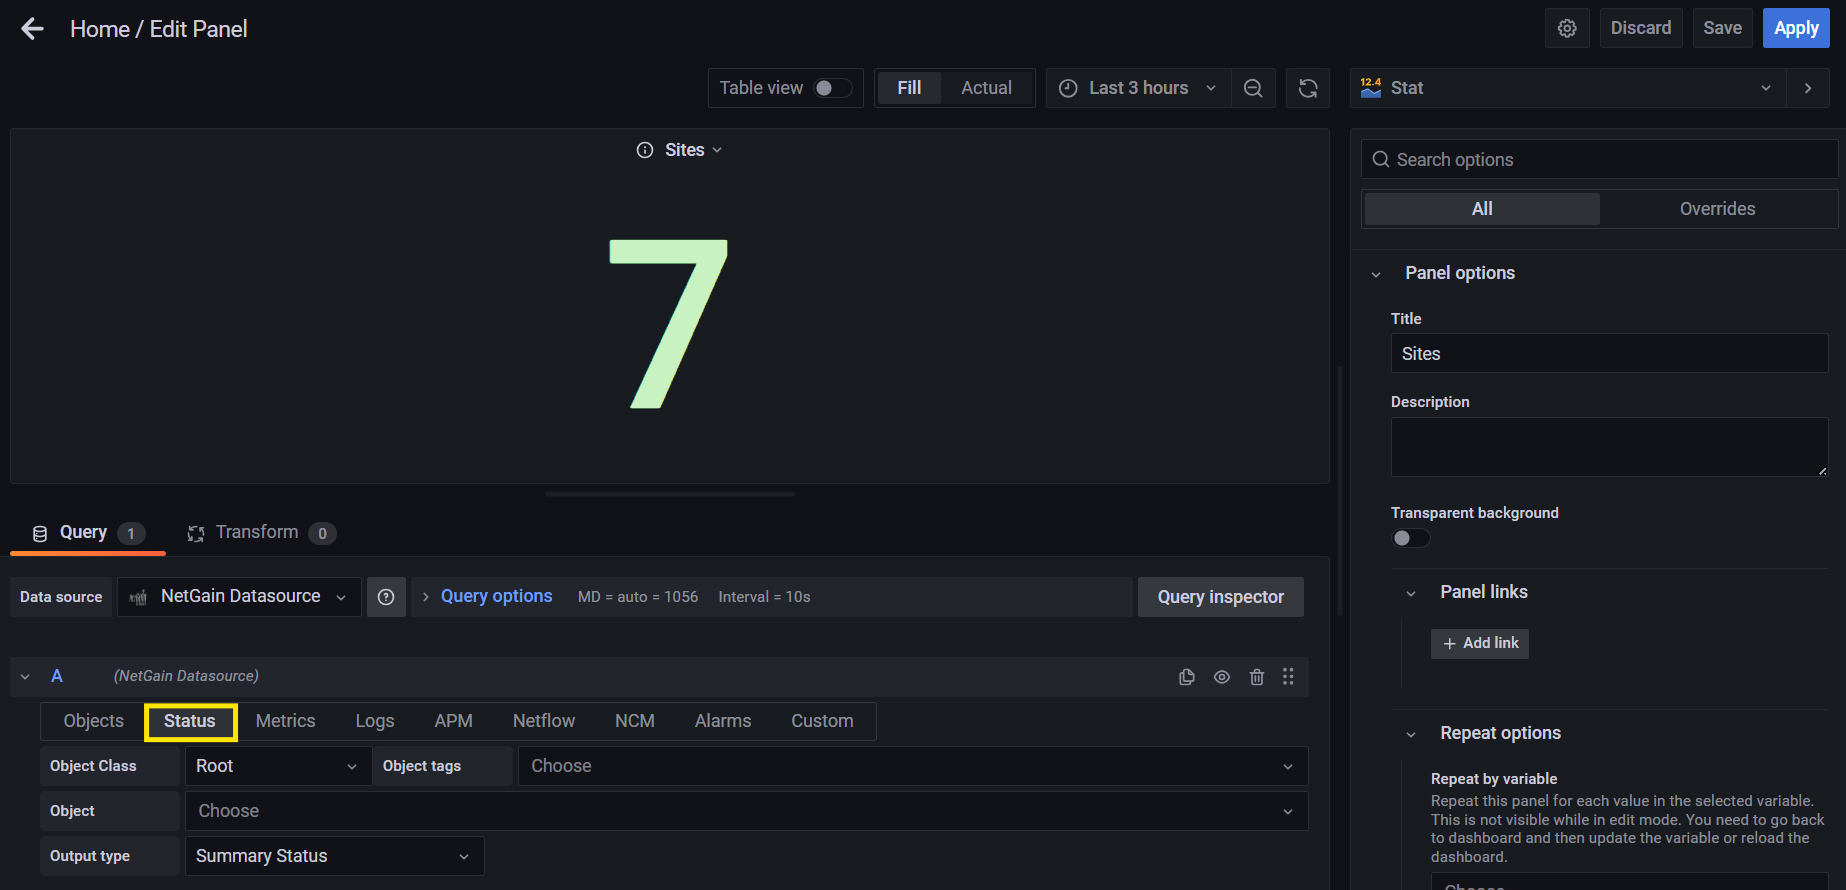 Home / Edit Panel
Discard
Save
Apply
Table view
Fill
Actual
Last 3 hours
12.4
Stat
Sites
7
Search options
All
Overrides
Panel options
Title
Sites
Description
Transparent background
Panel links
+ Add link
Repeat options
Repeat by variable
Repeat this panel for each value in the selected variable.
This is not visible while in edit mode. You need to go back
to dashboard and then update the variable or reload the
dashboard.
Query 1
Transform 0
Data source
NetGain Datasource
Query options
MD = auto = 1056
Interval = 10s
Query inspector
A
(NetGain Datasource)
Objects
Status
Metrics
Logs
APM
Netflow
NCM
Alarms
Custom
Object Class
Root
Object tags
Choose
Object
Choose
Output type
Summary Status